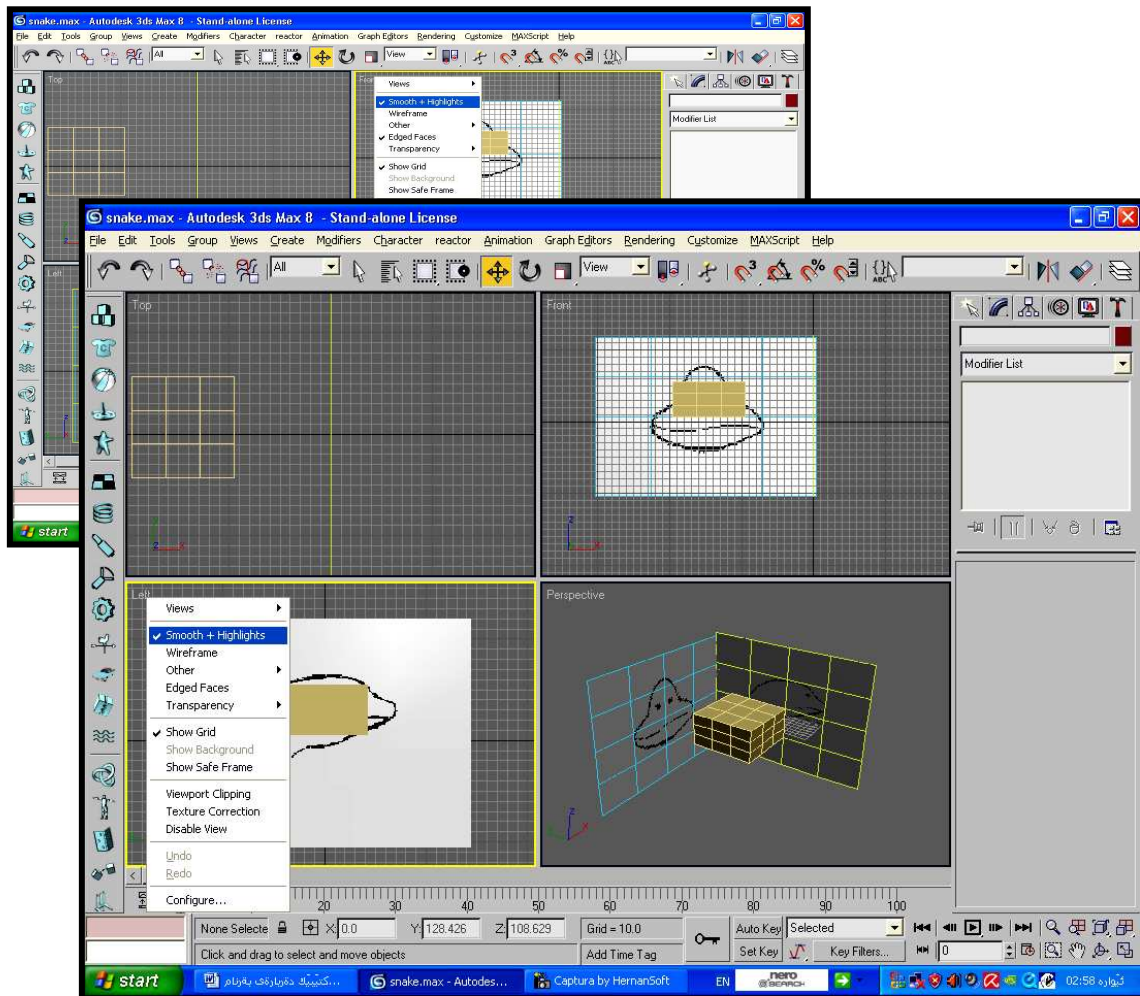 snake.max - Autodesk 3ds Max 8 - Stand-alone License
File Edit Tools Group Views Create Modifiers Character reactor Animation Graph Editors Rendering Customize MAXScript Help
All View
Top
Views
Smooth + Highlights
Wireframe
Other
Edged Faces
Transparency
Show Grid
Show Background
Show Safe Frame
Modifier List
Left
start
snake.max - Autodesk 3ds Max 8 - Stand-alone License
File Edit Tools Group Views Create Modifiers Character reactor Animation Graph Editors Rendering Customize MAXScript Help
All View ABC
Top Front
Modifier List
Left Perspective
Views
Smooth + Highlights
Wireframe
Other
Edged Faces
Transparency
Show Grid
Show Background
Show Safe Frame
Viewport Clipping
Texture Correction
Disable View
Undo
Redo
Configure...
20 30 40 50 60 70 80 90 100
None Selecte X: 0.0 Y: 128.426 Z: 108.629 Grid = 10.0 Auto Key Selected
Click and drag to select and move objects Add Time Tag Set Key Key Filters... 0
start snake.max - Autodes... Captura by HernanSoft EN nero SEARCH 02:58